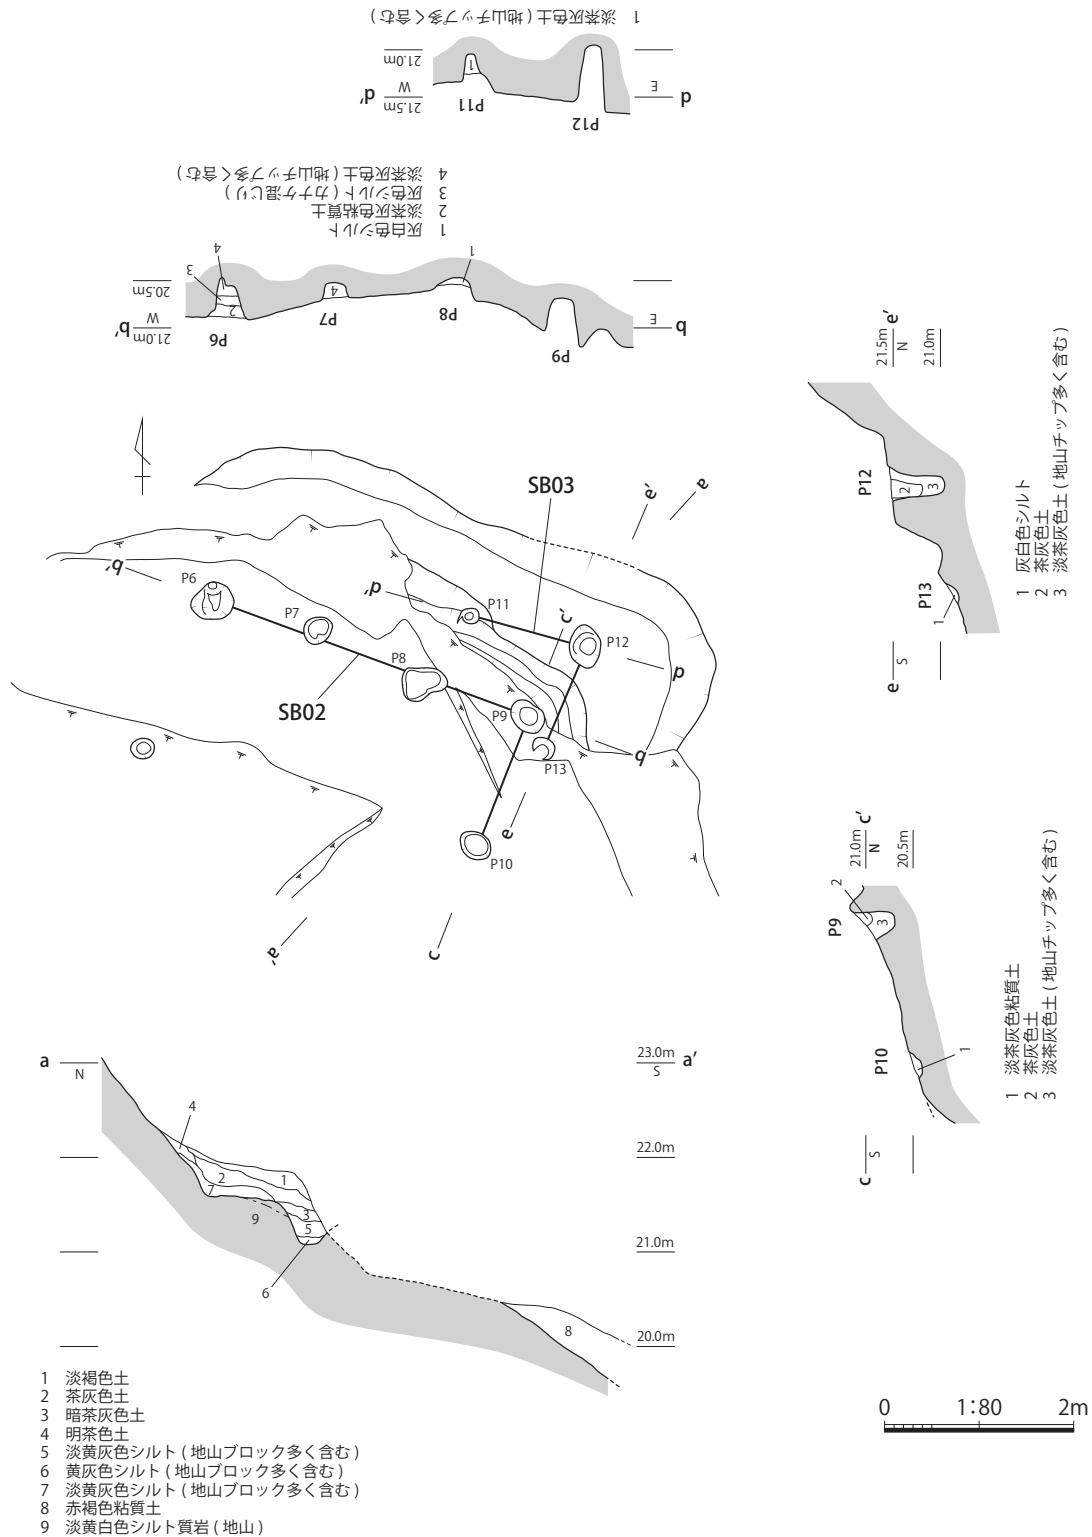 1 淡茶灰色土 ( 地山チップ多く含む )
21.0m
21.5m
W
d′
E
d
P11
P12
1
1 灰白色シルト
2 淡茶灰色粘質土
3 灰色シルト ( カナケ混じり )
4 淡茶灰色土 ( 地山チップ多く含む )
20.5m
21.0m
W
b′
E
b
P6
P7
P8
P9
1
2
3
4
4
21.5m
N
e′
21.0m
P12
2
3
P13
1
e
S
1 灰白色シルト
2 茶灰色土
3 淡茶灰色土 ( 地山チップ多く含む )
SB03
e′
a
b′
P6
P7
d′
P11
c′
P12
P8
d
SB02
P9
P13
b
e
P10
a′
c
21.0m
N
c′
20.5m
2
P9
3
P10
1
c
S
1 淡茶灰色粘質土
2 茶灰色土
3 淡茶灰色土 ( 地山チップ多く含む )
a
N
23.0m
S
a′
4
22.0m
2
1
7
3
9
5
21.0m
6
8
20.0m
1 淡褐色土
2 茶灰色土
3 暗茶灰色土
4 明茶色土
5 淡黄灰色シルト ( 地山ブロック多く含む )
6 黄灰色シルト ( 地山ブロック多く含む )
7 淡黄灰色シルト ( 地山ブロック多く含む )
8 赤褐色粘質土
9 淡黄白色シルト質岩 ( 地山 )
0 1:80 2m